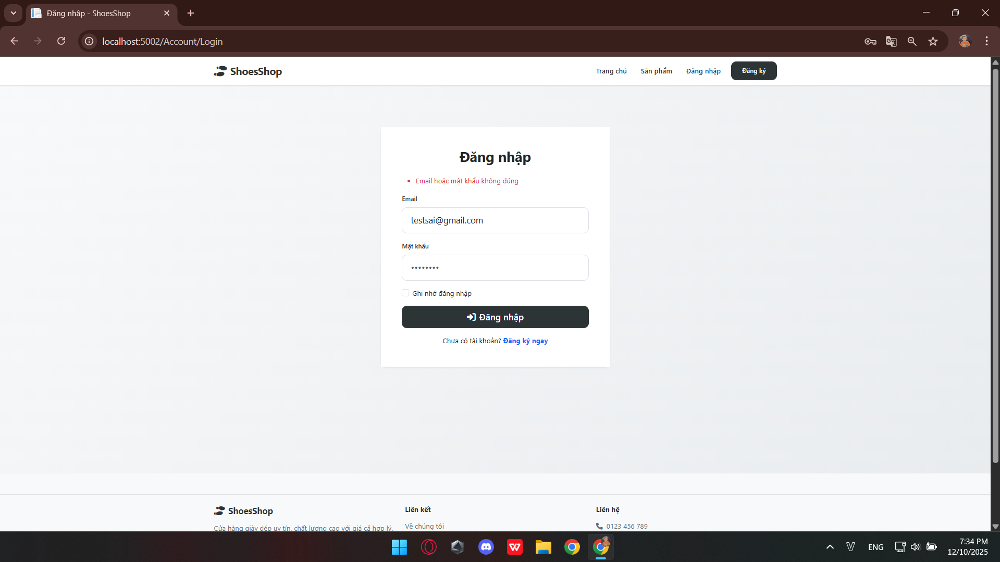 Đăng nhập - ShoesShop
localhost:5002/Account/Login
ShoesShop
Trang chủ
Sản phẩm
Đăng nhập
Đăng ký
Đăng nhập
Email hoặc mật khẩu không đúng
Email
testsai@gmail.com
Mật khẩu
••••••••
Ghi nhớ đăng nhập
Đăng nhập
Chưa có tài khoản? Đăng ký ngay
ShoesShop
Cửa hàng giày dép uy tín, chất lượng cao với giá cả hợp lý.
Liên kết
Về chúng tôi
Liên hệ
0123 456 789
ENG
7:34 PM
12/10/2025